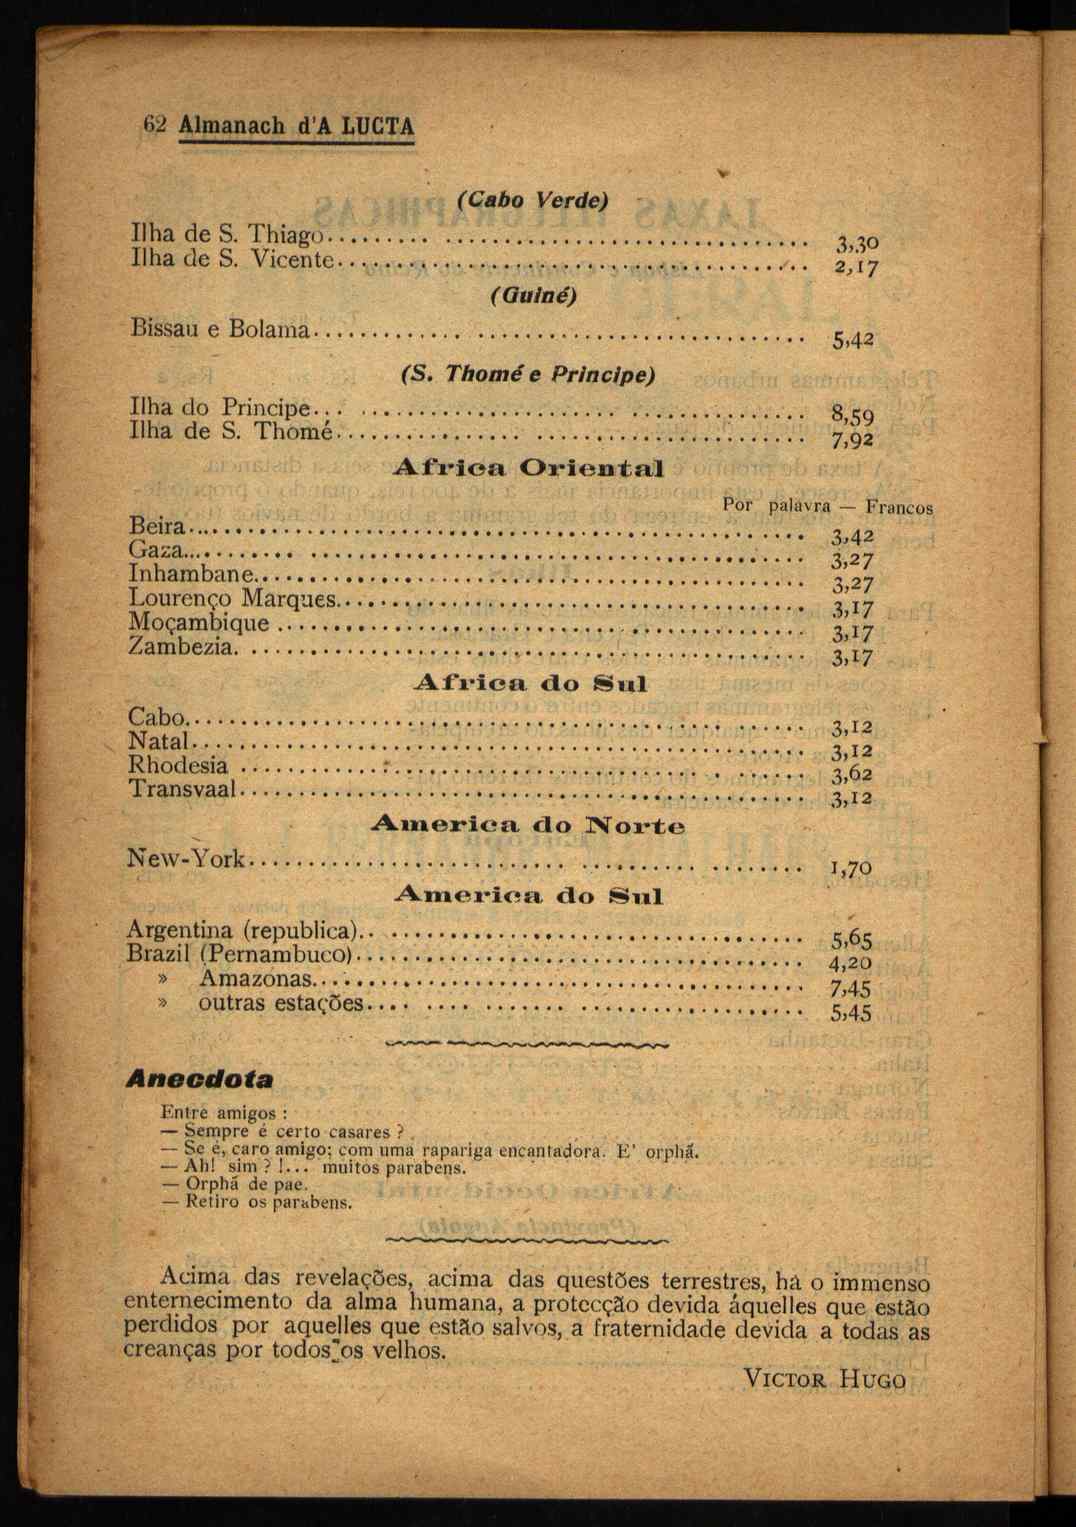 62 Almanach d'A LUCTA
(Cabo Verde)
Ilha de S. Thiago.......... ................................ 3,30
Ilha de S. Vicente........................................ 2,17
(Guiné)
Bissau e Bolama............. ............................ 5,42
(S. Thomé e Principe)
Ilha do Principe... ...................... ............... 8,59
Ilha de S. Thomé................ ....................... 7,92
Africa Oriental
Por palavra — Francos
Beira..................................................... 3,42
Gaza............ .......................................... 3,27
Inhambane................................................ 3,27
Lourenço Marques........................................ 3,17
Moçambique ............................................. 3,17
Zambezia. ................................................ 3,17
Africa do Sul
Cabo...................................................... 3,12
Natal..................................................... 3,12
Rhodesia ................................................. 3,62
Transvaal................................................. 3,12
America do Norte
New-York........................... .......... ........ 1,70
America do Sul
Argentina (republica).. ................................... 5,65
Brazil (Pernambuco)...................................... 4,20
» Amazonas.......................................... 7,45
» outras estações.... .... ....... ................... 5,45
Anecdota
Entre amigos :
— Sempre é certo casares ?
— Se é, caro amigo; com uma rapariga encantadora. E' orphã.
— Ah! sim ? !... muitos parabens.
— Orphã de pae.
— Retiro os parabens.
Acima das revelações, acima das questões terrestres, há o immenso
enternecimento da alma humana, a protecção devida áquelles que estão
perdidos por aquelles que estão salvos, a fraternidade devida a todas as
creanças por todos os velhos.
VICTOR HUGO